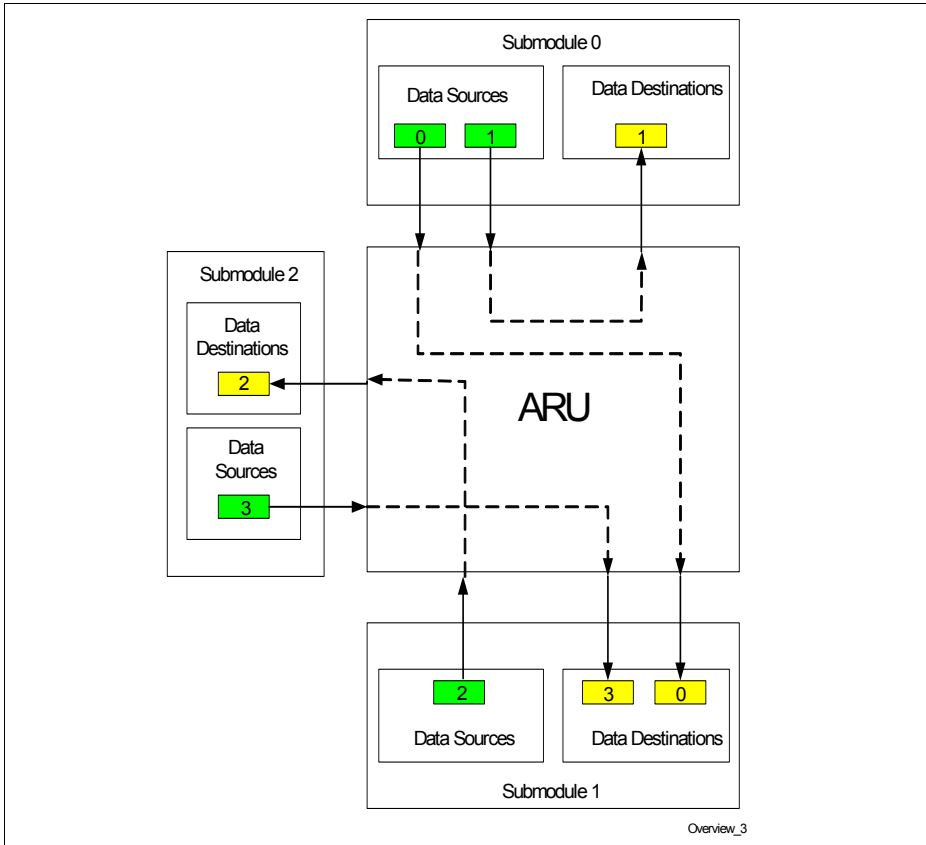 Submodule 0
Data Sources
Data Destinations
0
1
1
Submodule 2
Data
Destinations
2
Data
Sources
3
ARU
2
3
0
Data Sources
Data Destinations
Submodule 1
Overview_3